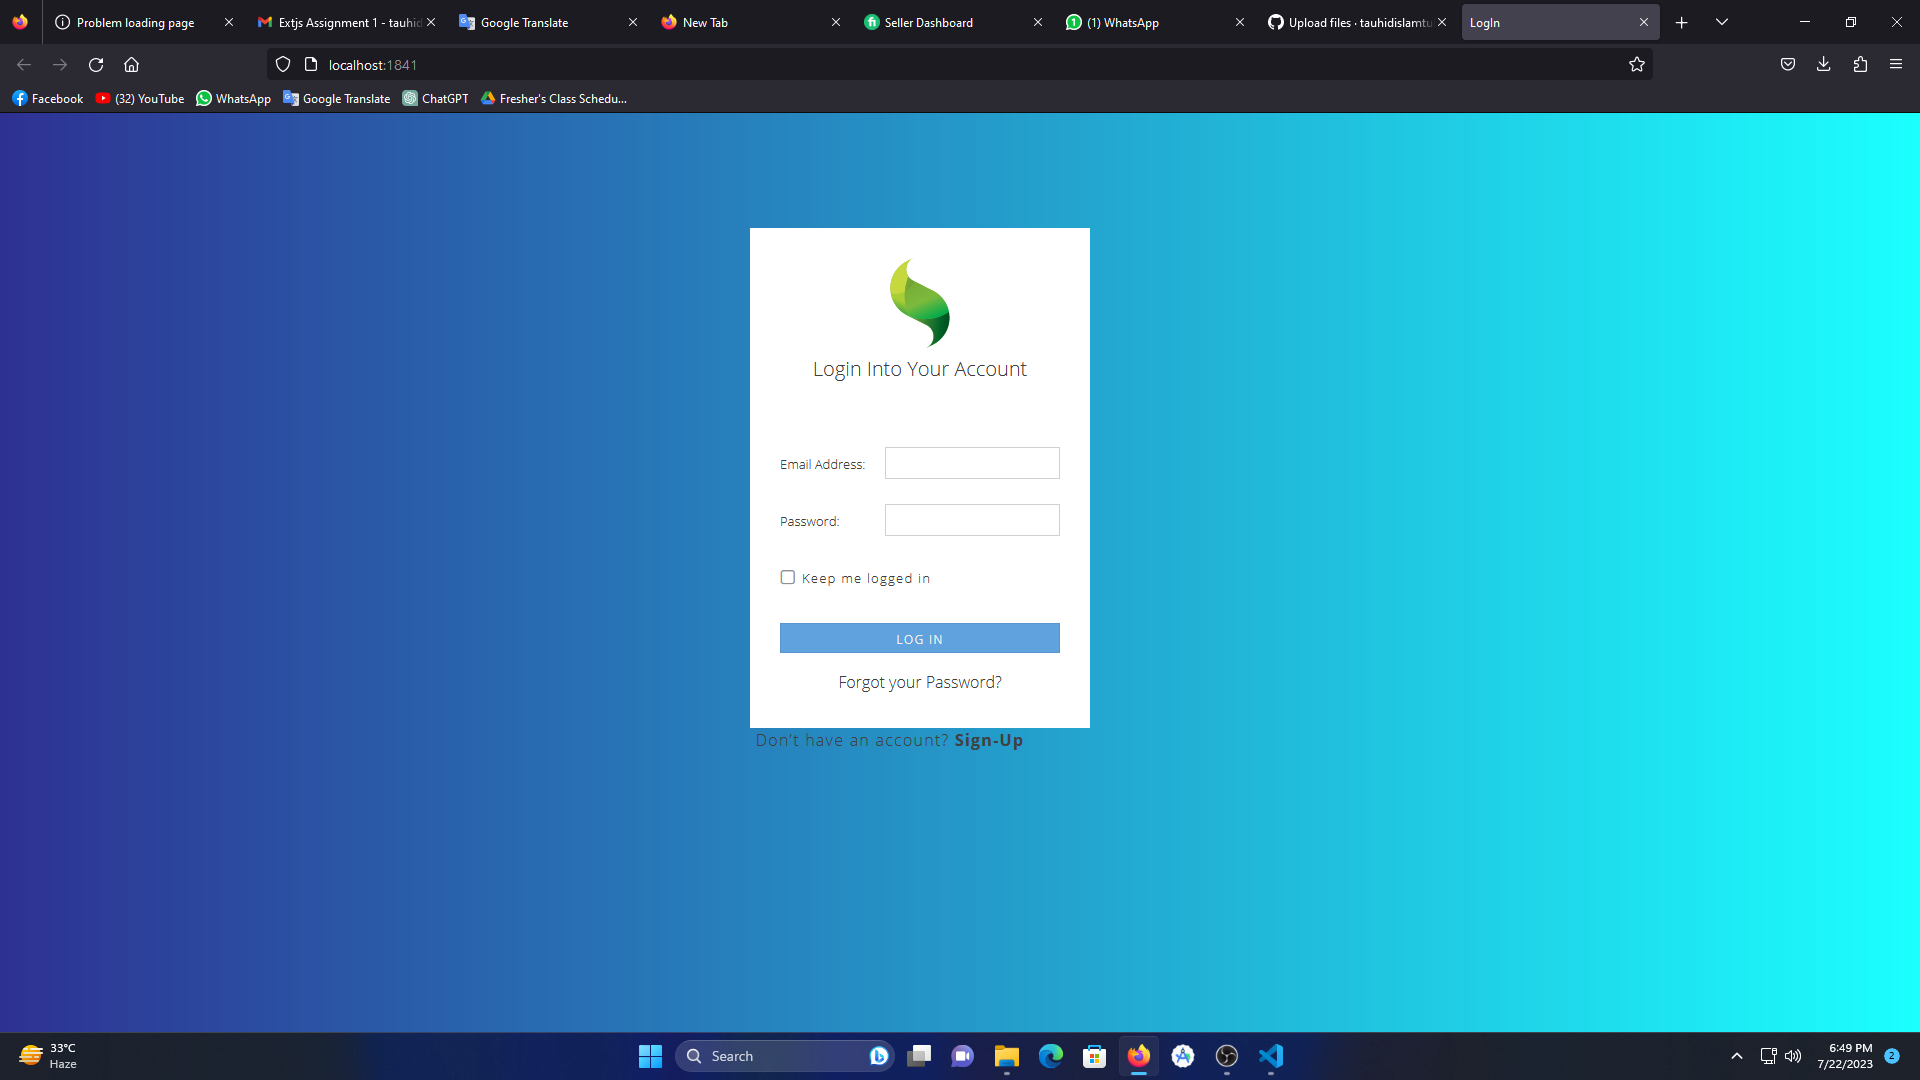 Problem loading page
Extjs Assignment 1 - tauhid
Google Translate
New Tab
Seller Dashboard
(1) WhatsApp
Upload files · tauhidislamtu
LogIn
localhost:1841
Facebook
(32) YouTube
WhatsApp
Google Translate
ChatGPT
Fresher's Class Schedu...
Login Into Your Account
Email Address:
Password:
Keep me logged in
LOG IN
Forgot your Password?
Don't have an account? Sign-Up
33°C
Haze
Search
6:49 PM
7/22/2023
2